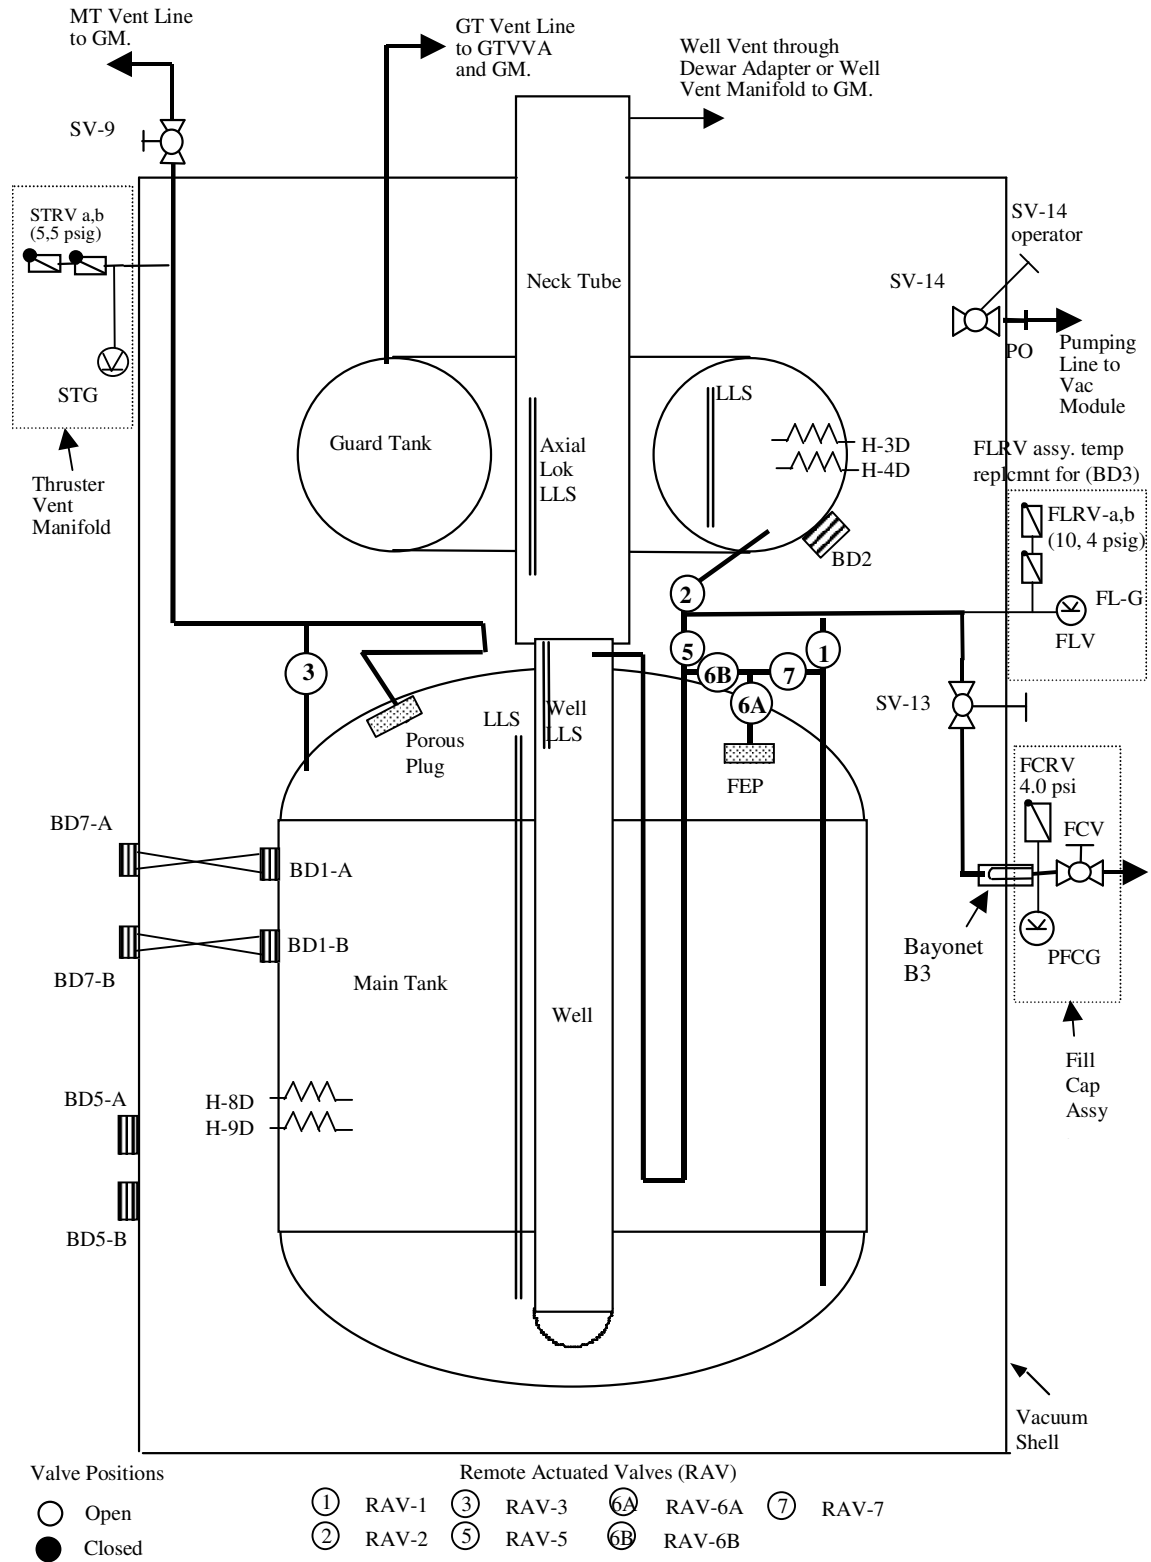 MT Vent Line
to GM.
GT Vent Line
to GTVVA
and GM.
Well Vent through
Dewar Adapter or Well
Vent Manifold to GM.
SV-9
STRV a,b
(5,5 psig)
STG
Thruster
Vent
Manifold
Neck Tube
SV-14
operator
SV-14
PO
Pumping
Line to
Vac
Module
Guard Tank
Axial
Lok
LLS
LLS
H-3D
H-4D
BD2
FLRV assy. temp
replcmnt for (BD3)
FLRV-a,b
(10, 4 psig)
FL-G
FLV
2
5
6B
7
1
6A
3
SV-13
LLS
Well
LLS
Porous
Plug
FEP
FCRV
4.0 psi
FCV
PFCG
Bayonet
B3
Fill
Cap
Assy
BD7-A
BD1-A
BD7-B
BD1-B
Main Tank
Well
BD5-A
H-8D
H-9D
BD5-B
Vacuum
Shell
Valve Positions
Open
Closed
Remote Actuated Valves (RAV)
1 RAV-1 3 RAV-3 6A RAV-6A 7 RAV-7
2 RAV-2 5 RAV-5 6B RAV-6B